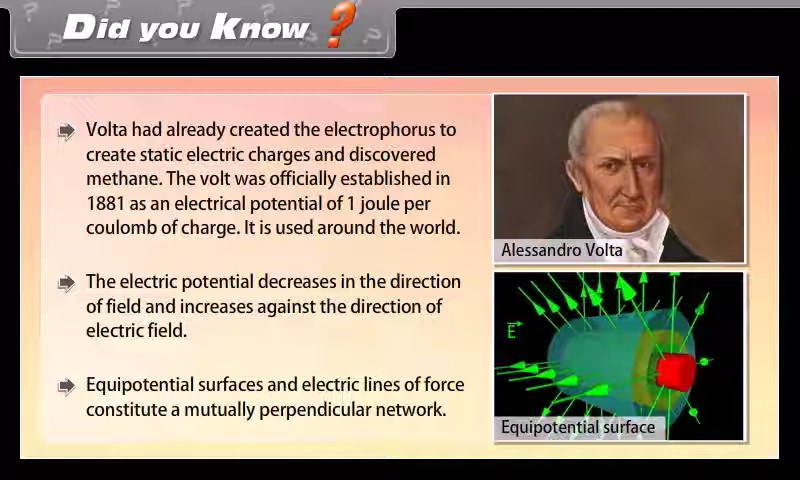 Did you Know ?
Volta had already created the electrophorus to
create static electric charges and discovered
methane. The volt was officially established in
1881 as an electrical potential of 1 joule per
coulomb of charge. It is used around the world.
The electric potential decreases in the direction
of field and increases against the direction of
electric field.
Equipotential surfaces and electric lines of force
constitute a mutually perpendicular network.
Alessandro Volta
E
Equipotential surface